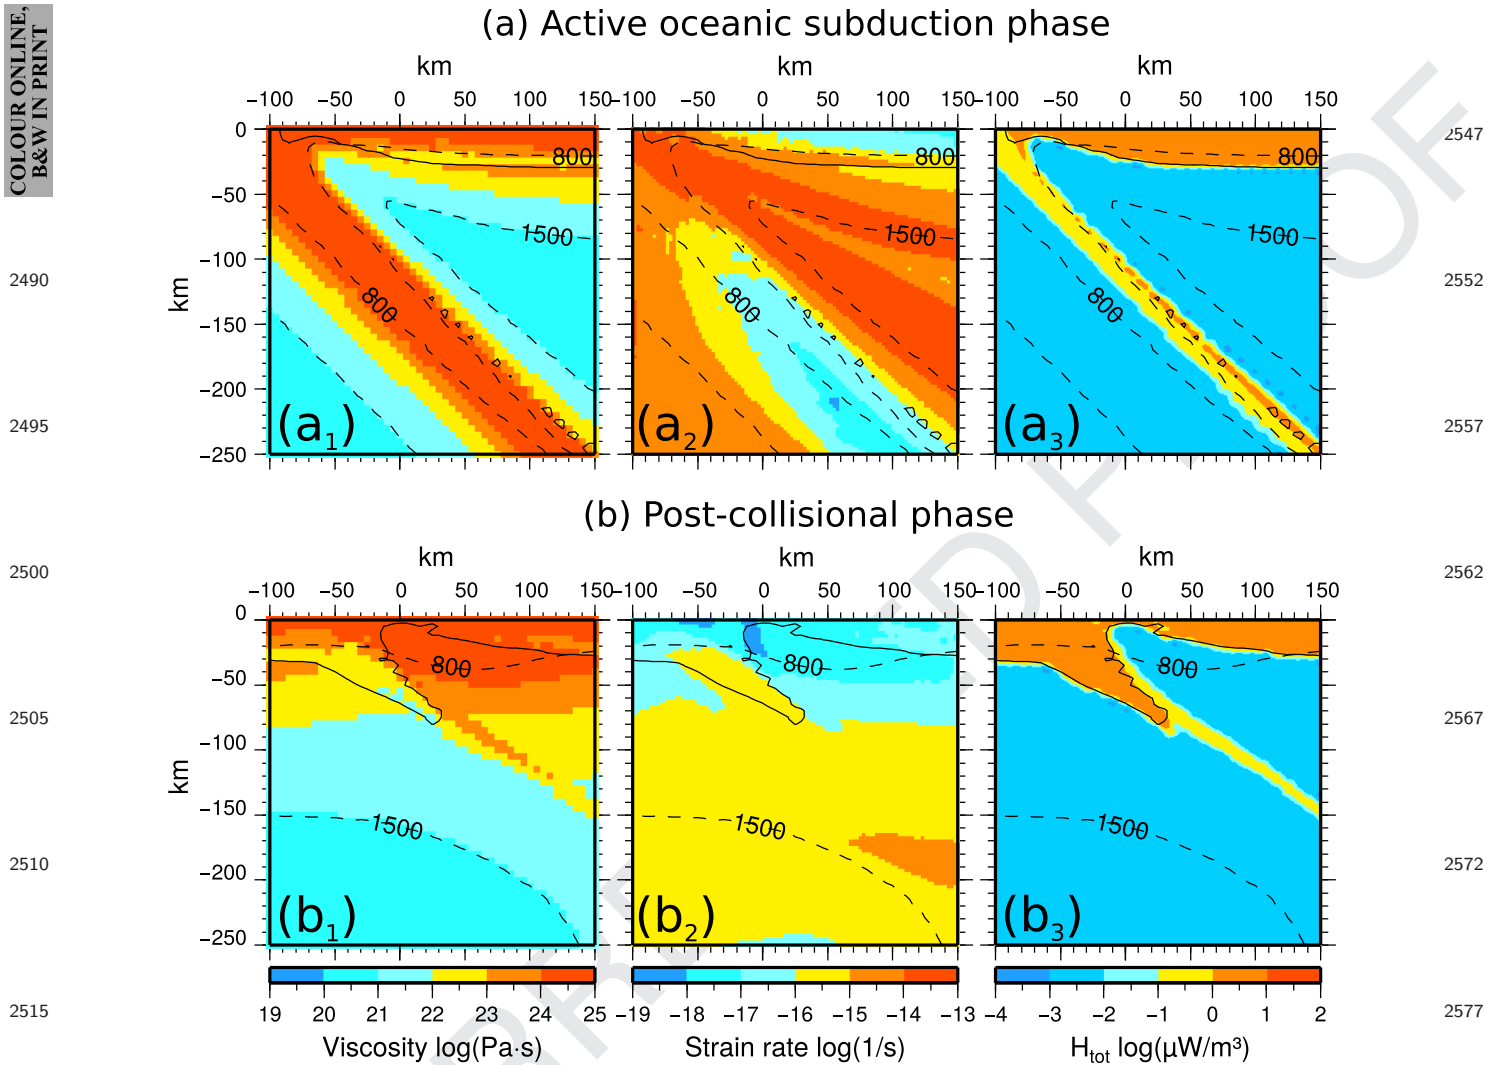 COLOUR ONLINE,
B&W IN PRINT
(a) Active oceanic subduction phase
km km km
−100 −50 0 50 100 150 −100 −50 0 50 100 150 −100 −50 0 50 100 150
0
−50
−100
−150
−200
−250
km
800 1500 800 (a1)
800 1500 800 (a2)
800 1500 800 (a3)
(b) Post-collisional phase
km km km
−100 −50 0 50 100 150 −100 −50 0 50 100 150 −100 −50 0 50 100 150
0
−50
−100
−150
−200
−250
km
800 1500 (b1)
800 1500 (b2)
800 1500 (b3)
19 20 21 22 23 24 25 −19 −18 −17 −16 −15 −14 −13 −4 −3 −2 −1 0 1 2
Viscosity log(Pa·s) Strain rate log(1/s) Htot log(µW/m³)
2490
2495
2500
2505
2510
2515
2547
2552
2557
2562
2567
2572
2577